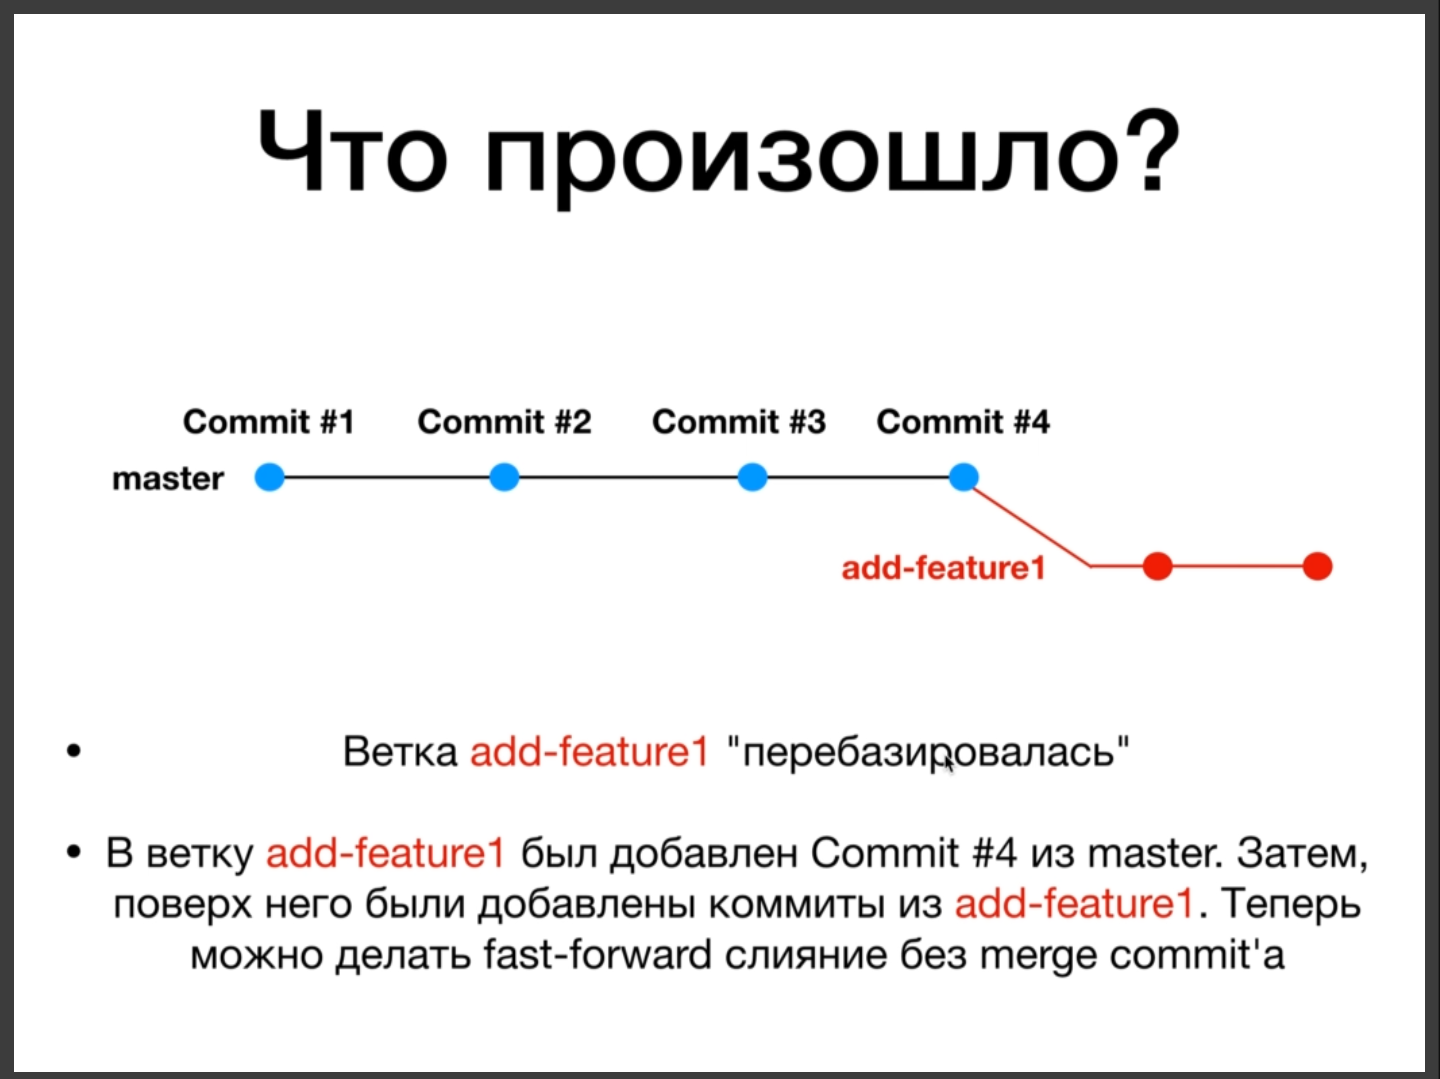 Что произошло?
Commit #1 Commit #2 Commit #3 Commit #4
master
add-feature1
• Ветка add-feature1 "перебазировалась"
• В ветку add-feature1 был добавлен Commit #4 из master. Затем,
поверх него были добавлены коммиты из add-feature1. Теперь
можно делать fast-forward слияние без merge commit'а